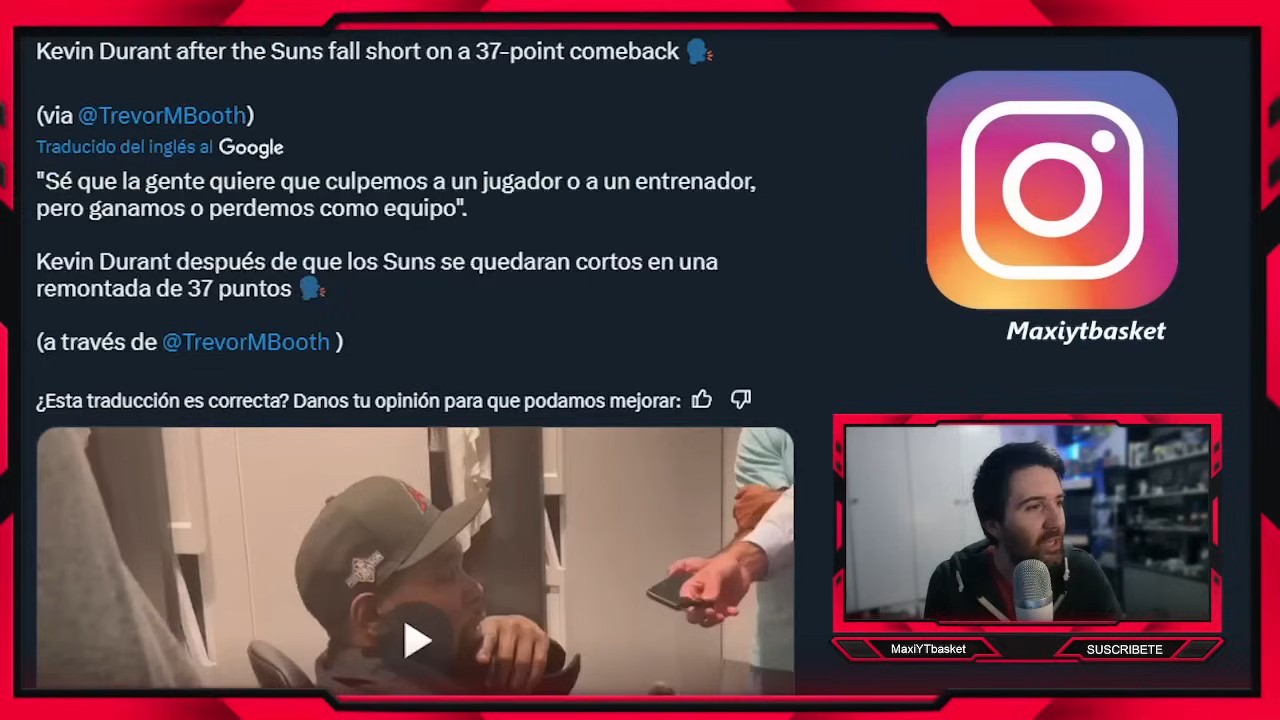 Kevin Durant after the Suns fall short on a 37-point comeback 🗣️
(via @TrevorMBooth)
Traducido del inglés al Google
"Sé que la gente quiere que culpemos a un jugador o a un entrenador,
pero ganamos o perdemos como equipo".
Kevin Durant después de que los Suns se quedaran cortos en una
remontada de 37 puntos 🗣️
(a través de @TrevorMBooth )
¿Esta traducción es correcta? Danos tu opinión para que podamos mejorar:
Maxiytbasket
MaxiYTbasket
SUSCRIBETE